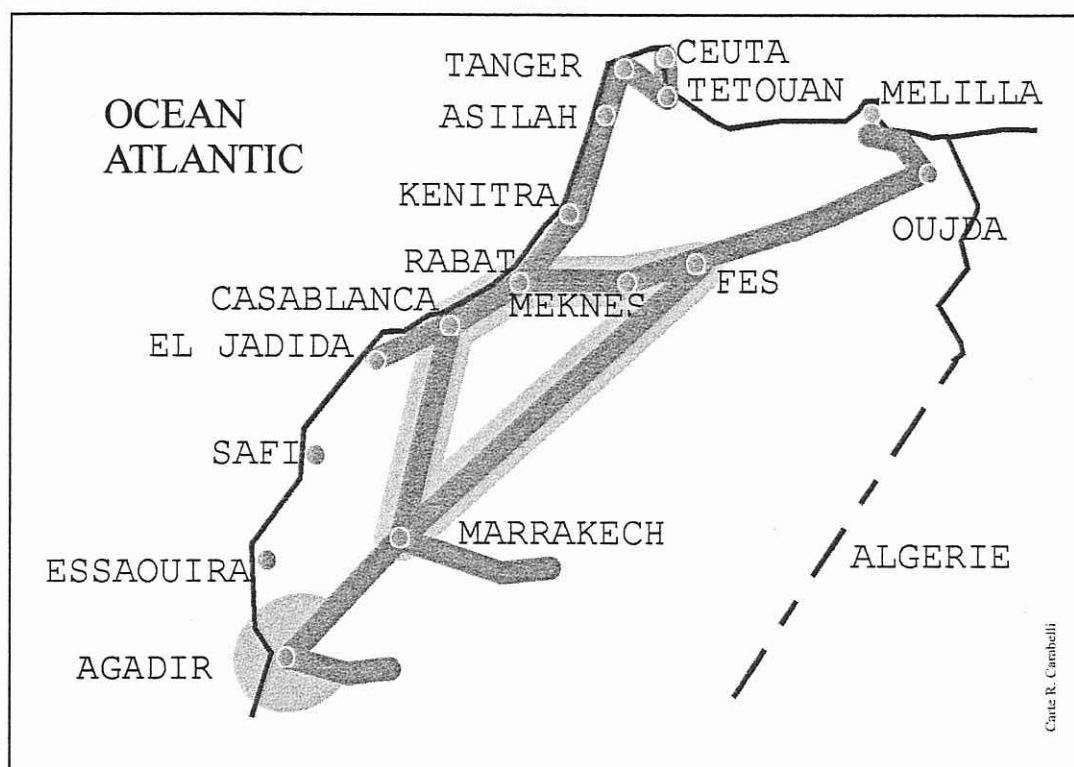 CEUTA
TANGER
TETOUAN
MELILLA
OCEAN
ATLANTIC
ASILAH
KENITRA
OUJDA
RABAT
FES
CASABLANCA
MEKNES
EL JADIDA
SAFI
MARRAKECH
ALGERIE
ESSAOUIRA
AGADIR
Carte R. Carabelli